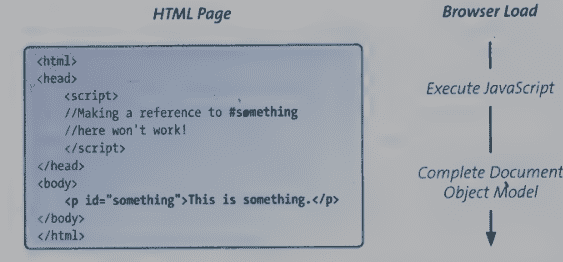 HTML Page
<html>
<head>
<script>
//Making a reference to #something
//here won't work!
</script>
</head>
<body>
<p id="something">This is something.</p>
</body>
</html>
Browser Load
Execute JavaScript
Complete Document
Object Model